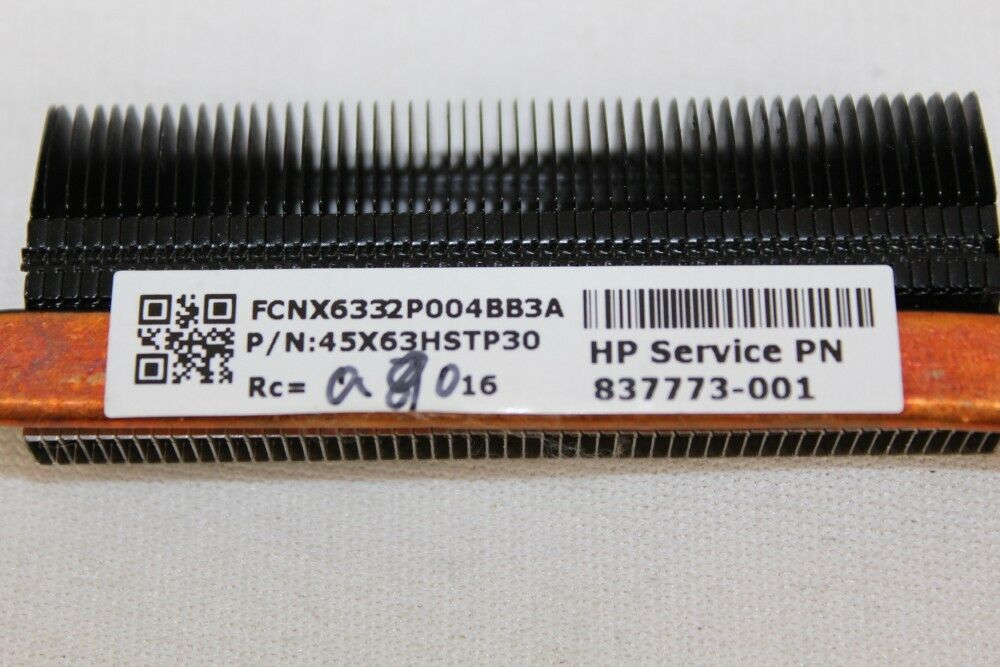 FCNX6332P004BB3A
P/N:45X63HSTP30
Rc= 16
HP Service PN
837773-001